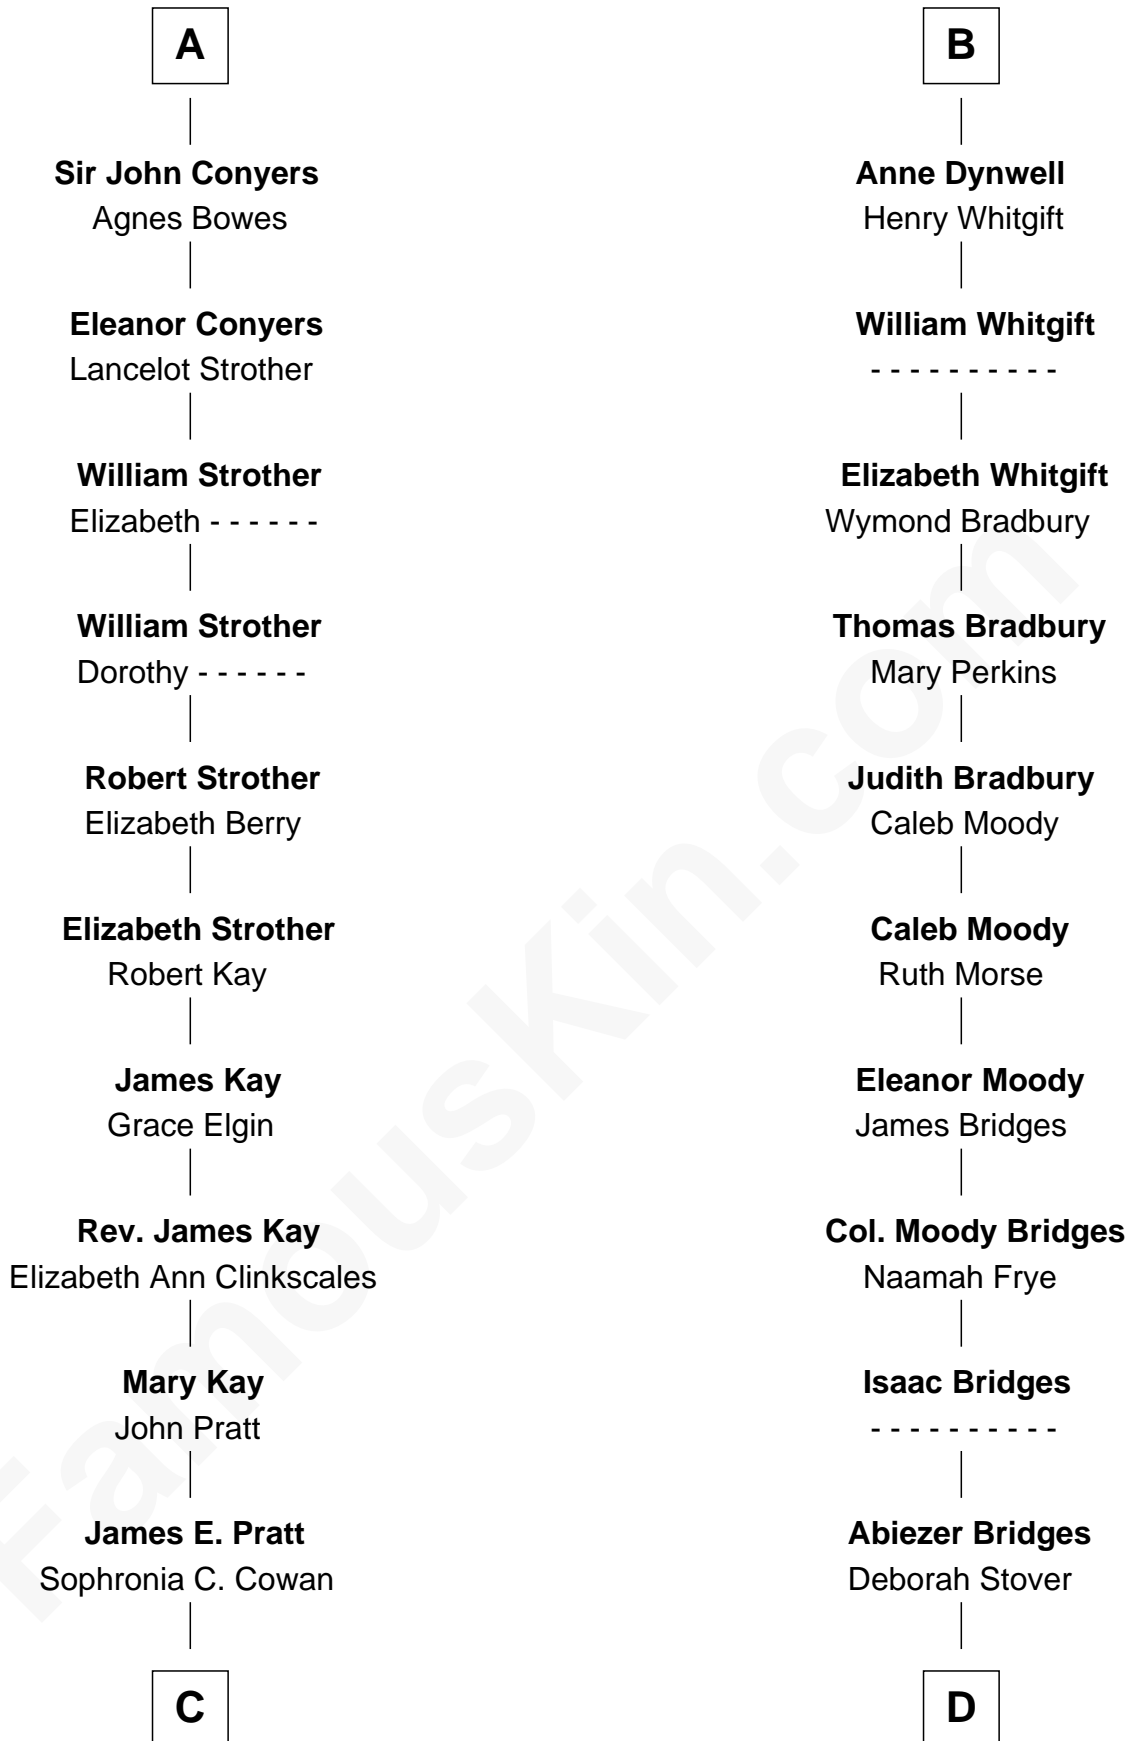 A
Sir John Conyers
Agnes Bowes
Eleanor Conyers
Lancelot Strother
William Strother
Elizabeth - - - - - -
William Strother
Dorothy - - - - - -
Robert Strother
Elizabeth Berry
Elizabeth Strother
Robert Kay
James Kay
Grace Elgin
Rev. James Kay
Elizabeth Ann Clinkscales
Mary Kay
John Pratt
James E. Pratt
Sophronia C. Cowan
C
B
Anne Dynwell
Henry Whitgift
William Whitgift
- - - - - - - - - -
Elizabeth Whitgift
Wymond Bradbury
Thomas Bradbury
Mary Perkins
Judith Bradbury
Caleb Moody
Caleb Moody
Ruth Morse
Eleanor Moody
James Bridges
Col. Moody Bridges
Naamah Frye
Isaac Bridges
- - - - - - - - - -
Abiezer Bridges
Deborah Stover
D
FamousKin.com